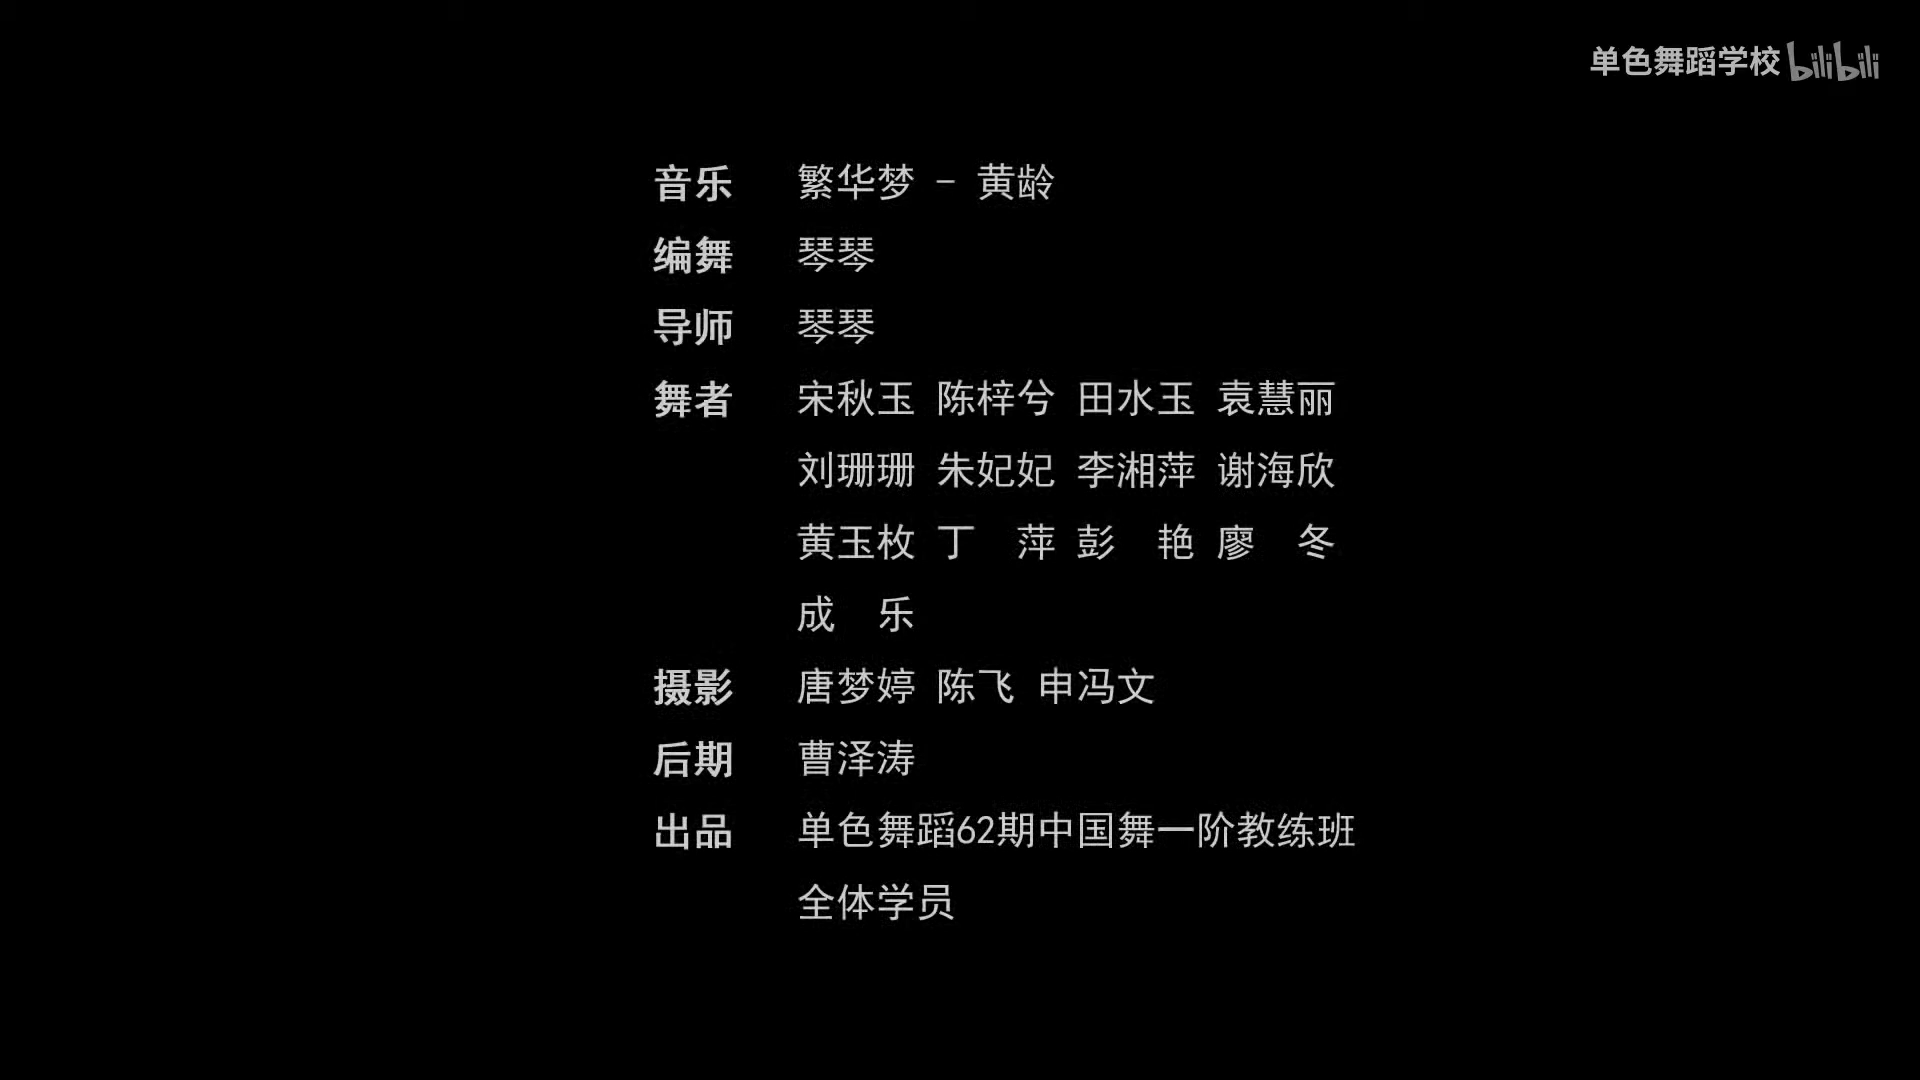 单色舞蹈学校 bilibili
音乐 繁华梦 - 黄龄
编舞 琴琴
导师 琴琴
舞者 宋秋玉 陈梓兮 田水玉 袁慧丽
刘珊珊 朱妃妃 李湘萍 谢海欣
黄玉枚 丁 萍 彭 艳 廖 冬
成 乐
摄影 唐梦婷 陈飞 申冯文
后期 曹泽涛
出品 单色舞蹈62期中国舞一阶教练班
全体学员